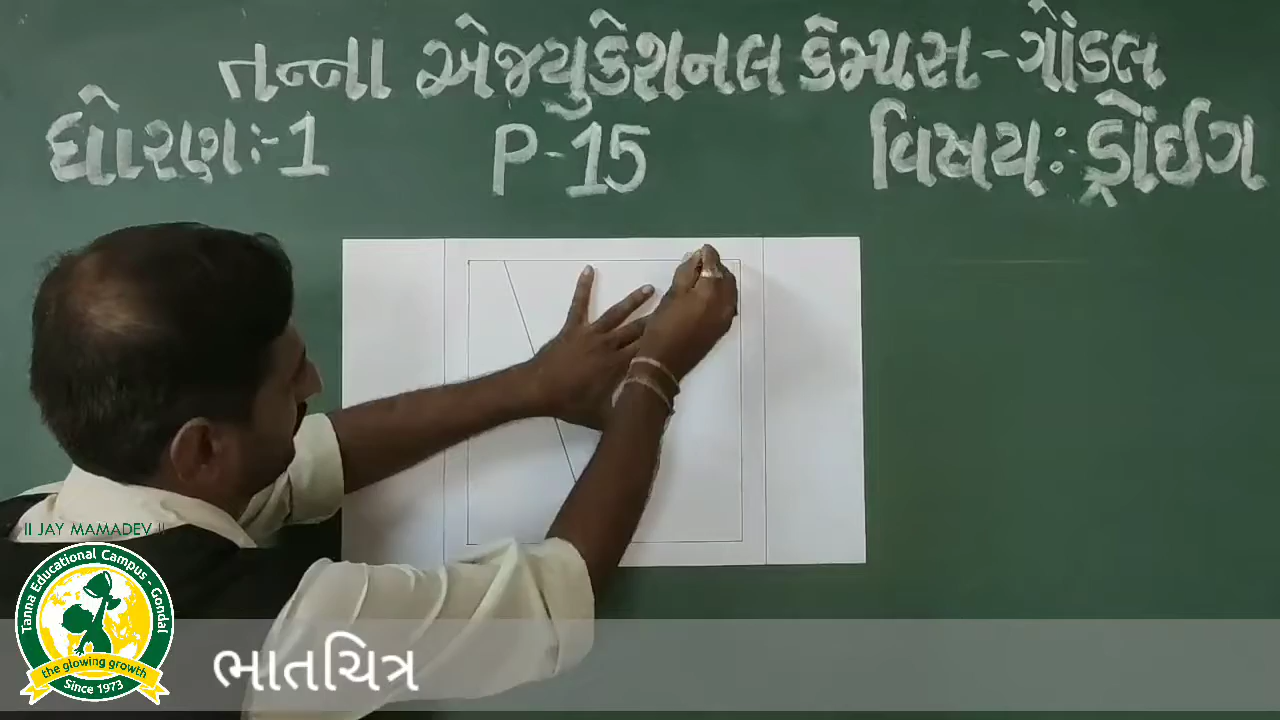 તન્ના એજ્યુકેશનલ કેમ્પસ - ગોંડલ
ધોરણઃ-1 P-15 વિષયઃ ડ્રોઈંગ
॥ JAY MAMADEV ॥
Tanna Educational Campus - Gondal
the glowing growth
Since 1973
ભાતચિત્ર